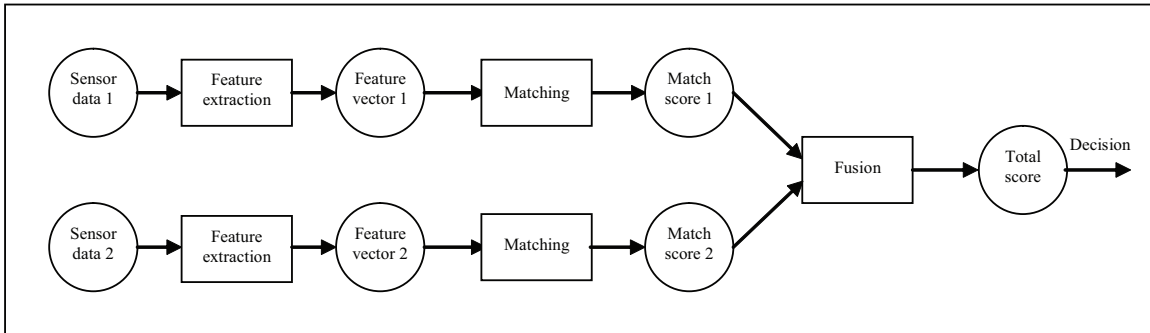 Sensor
data 1
Feature
extraction
Feature
vector 1
Matching
Match
score 1
Sensor
data 2
Feature
extraction
Feature
vector 2
Matching
Match
score 2
Fusion
Total
score
Decision